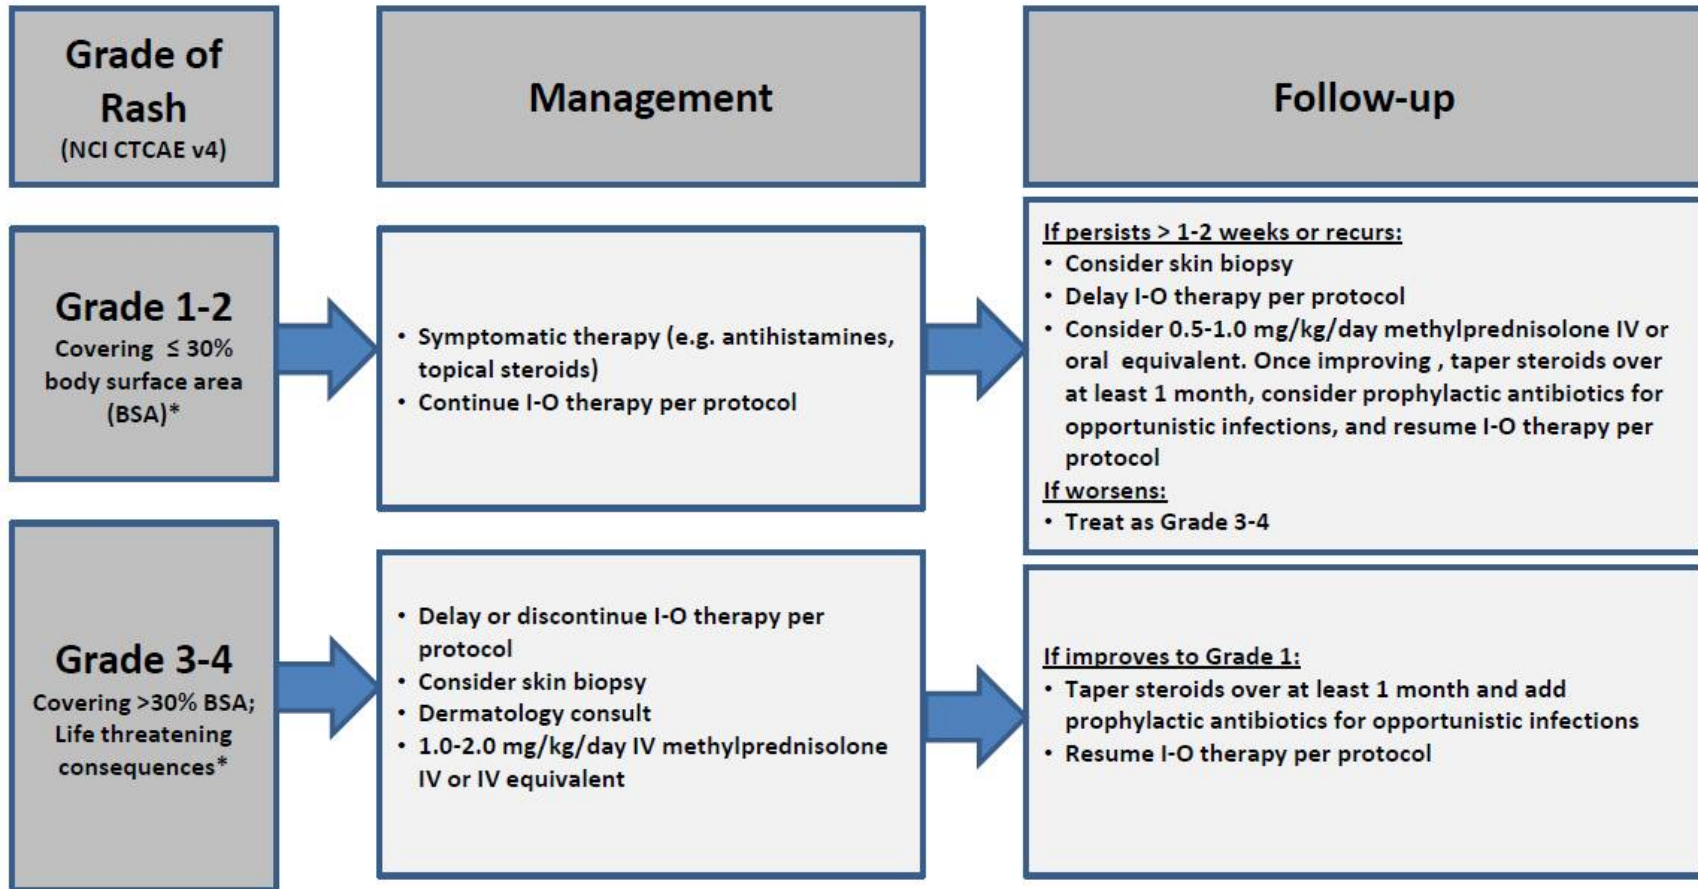 Grade of
Rash
(NCI CTCAE v4)
Management
Follow-up
Grade 1-2
Covering ≤ 30%
body surface area
(BSA)*
• Symptomatic therapy (e.g. antihistamines,
topical steroids)
• Continue I-O therapy per protocol
If persists > 1-2 weeks or recurs:
• Consider skin biopsy
• Delay I-O therapy per protocol
• Consider 0.5-1.0 mg/kg/day methylprednisolone IV or
oral equivalent. Once improving , taper steroids over
at least 1 month, consider prophylactic antibiotics for
opportunistic infections, and resume I-O therapy per
protocol
If worsens:
• Treat as Grade 3-4
Grade 3-4
Covering >30% BSA;
Life threatening
consequences*
• Delay or discontinue I-O therapy per
protocol
• Consider skin biopsy
• Dermatology consult
• 1.0-2.0 mg/kg/day IV methylprednisolone
IV or IV equivalent
If improves to Grade 1:
• Taper steroids over at least 1 month and add
prophylactic antibiotics for opportunistic infections
• Resume I-O therapy per protocol